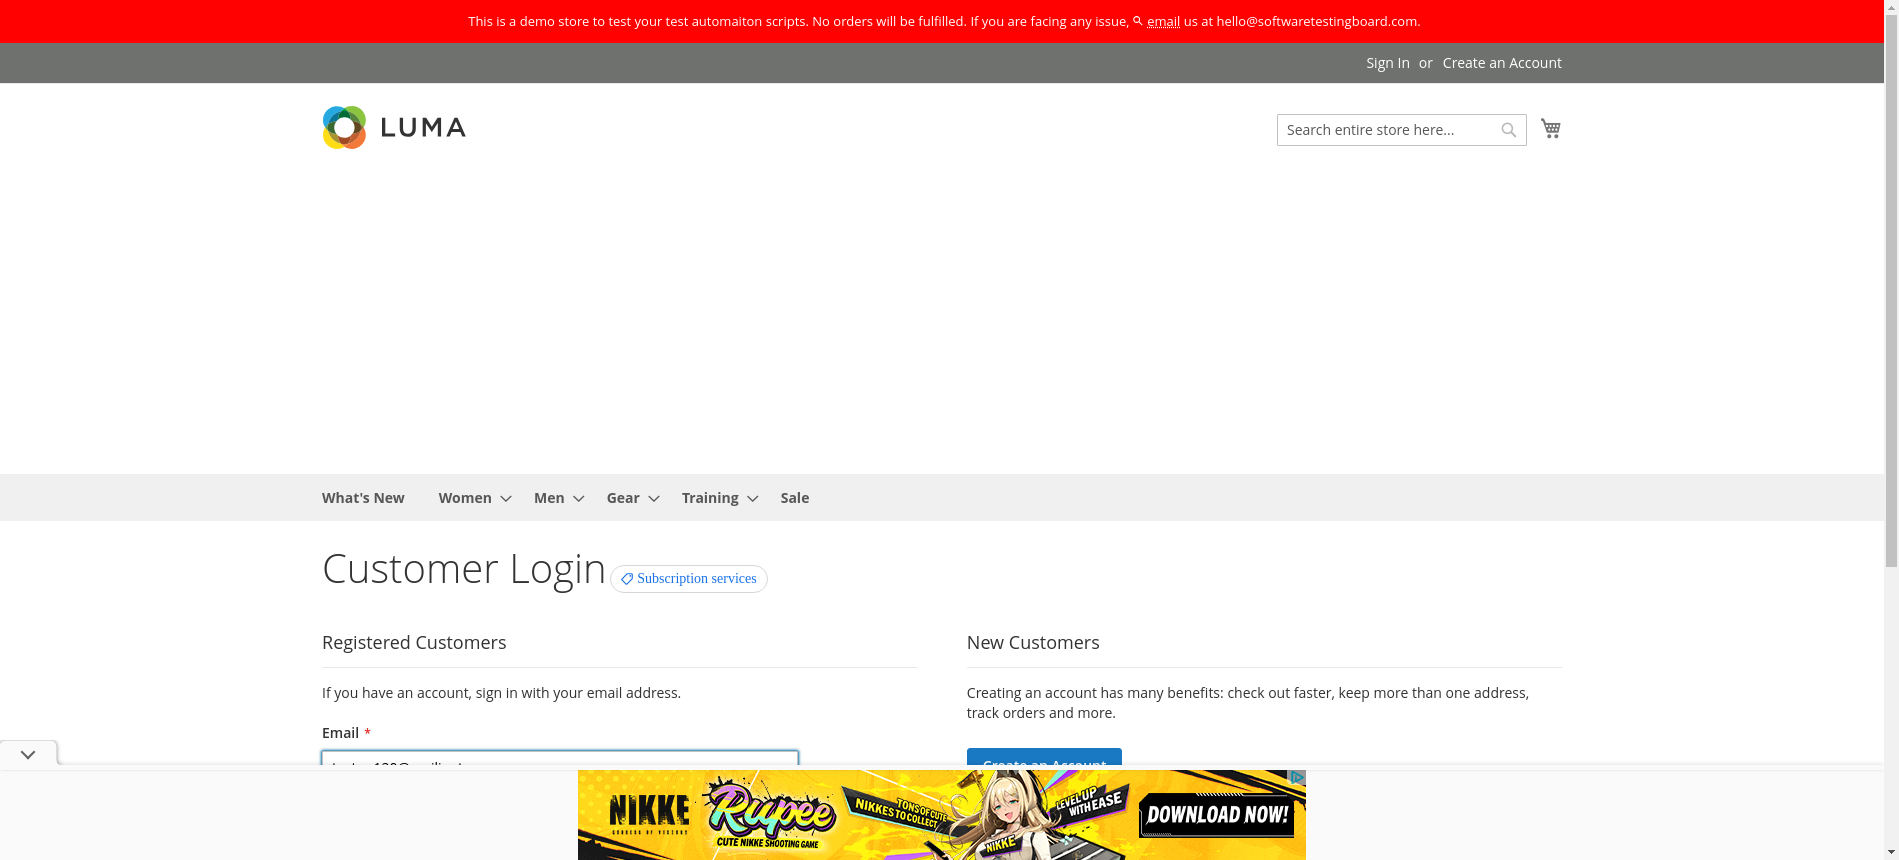 This is a demo store to test your test automaiton scripts. No orders will be fulfilled. If you are facing any issue, email us at hello@softwaretestingboard.com.
Sign In or Create an Account
LUMA
Search entire store here...
What's New Women Men Gear Training Sale
Customer Login
Subscription services
Registered Customers
If you have an account, sign in with your email address.
Email *
New Customers
Creating an account has many benefits: check out faster, keep more than one address,
track orders and more.
Create an Account
NIKKE
GODDESS OF VICTORY
Rupee
CUTE NIKKE SHOOTING GAME
TONS OF CUTE
NIKKES TO COLLECT
NIKKE
LEVEL UP
WITH EASE
DOWNLOAD NOW!